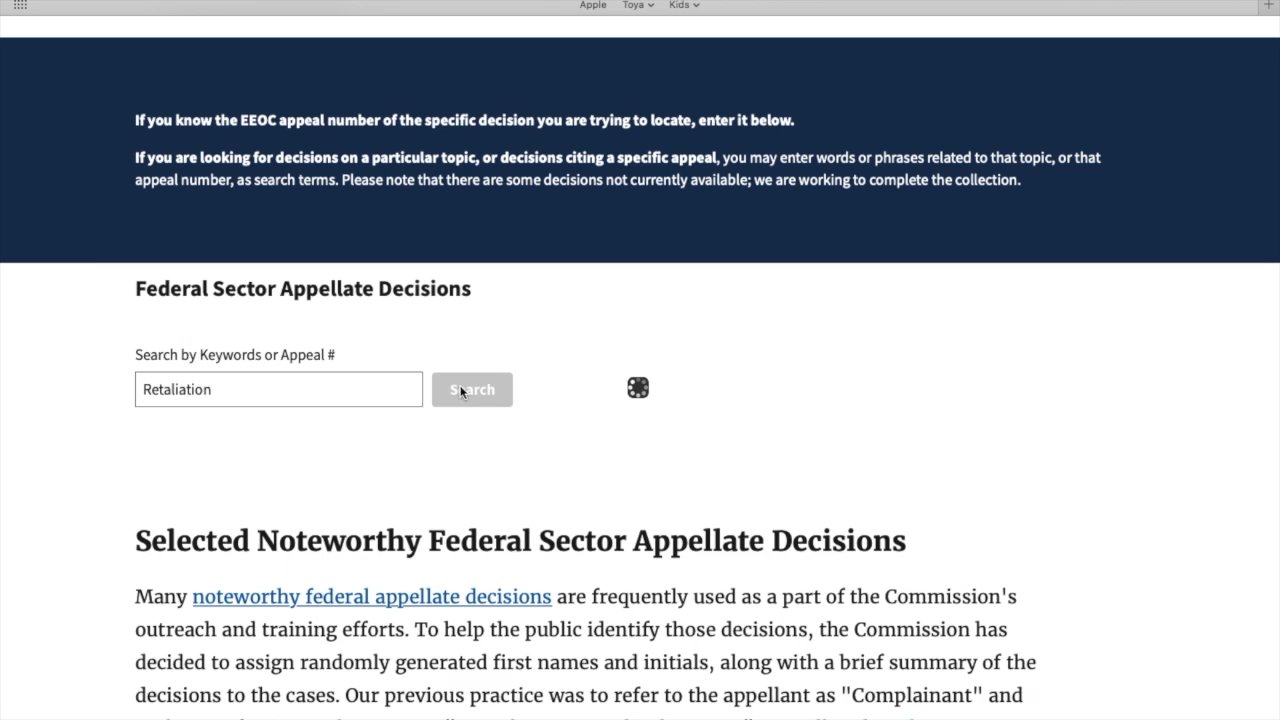 Apple Toya Kids
If you know the EEOC appeal number of the specific decision you are trying to locate, enter it below.
If you are looking for decisions on a particular topic, or decisions citing a specific appeal, you may enter words or phrases related to that topic, or that
appeal number, as search terms. Please note that there are some decisions not currently available; we are working to complete the collection.
Federal Sector Appellate Decisions
Search by Keywords or Appeal #
Retaliation Search
Selected Noteworthy Federal Sector Appellate Decisions
Many noteworthy federal appellate decisions are frequently used as a part of the Commission's
outreach and training efforts. To help the public identify those decisions, the Commission has
decided to assign randomly generated first names and initials, along with a brief summary of the
decisions to the cases. Our previous practice was to refer to the appellant as "Complainant" and